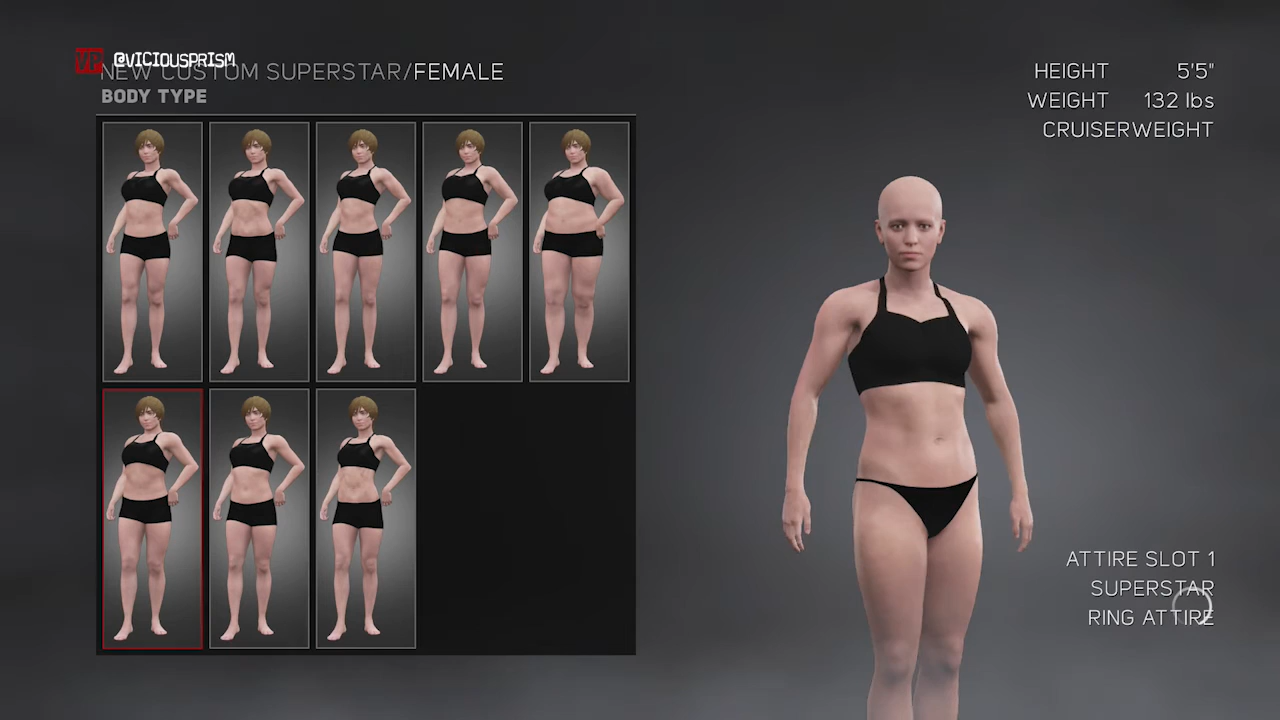 VP @VICIOUSPRISM
NEW CUSTOM SUPERSTAR/FEMALE
BODY TYPE
HEIGHT 5'5"
WEIGHT 132 lbs
CRUISERWEIGHT
ATTIRE SLOT 1
SUPERSTAR
RING ATTIRE